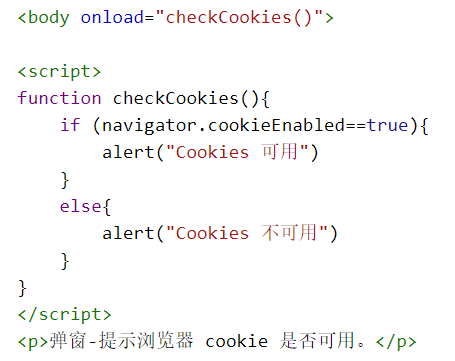 <body onload="checkCookies()">

<script>
function checkCookies(){
    if (navigator.cookieEnabled==true){
        alert("Cookies 可用")
    }
    else{
        alert("Cookies 不可用")
    }
}
</script>
<p>弹窗-提示浏览器 cookie 是否可用。</p>